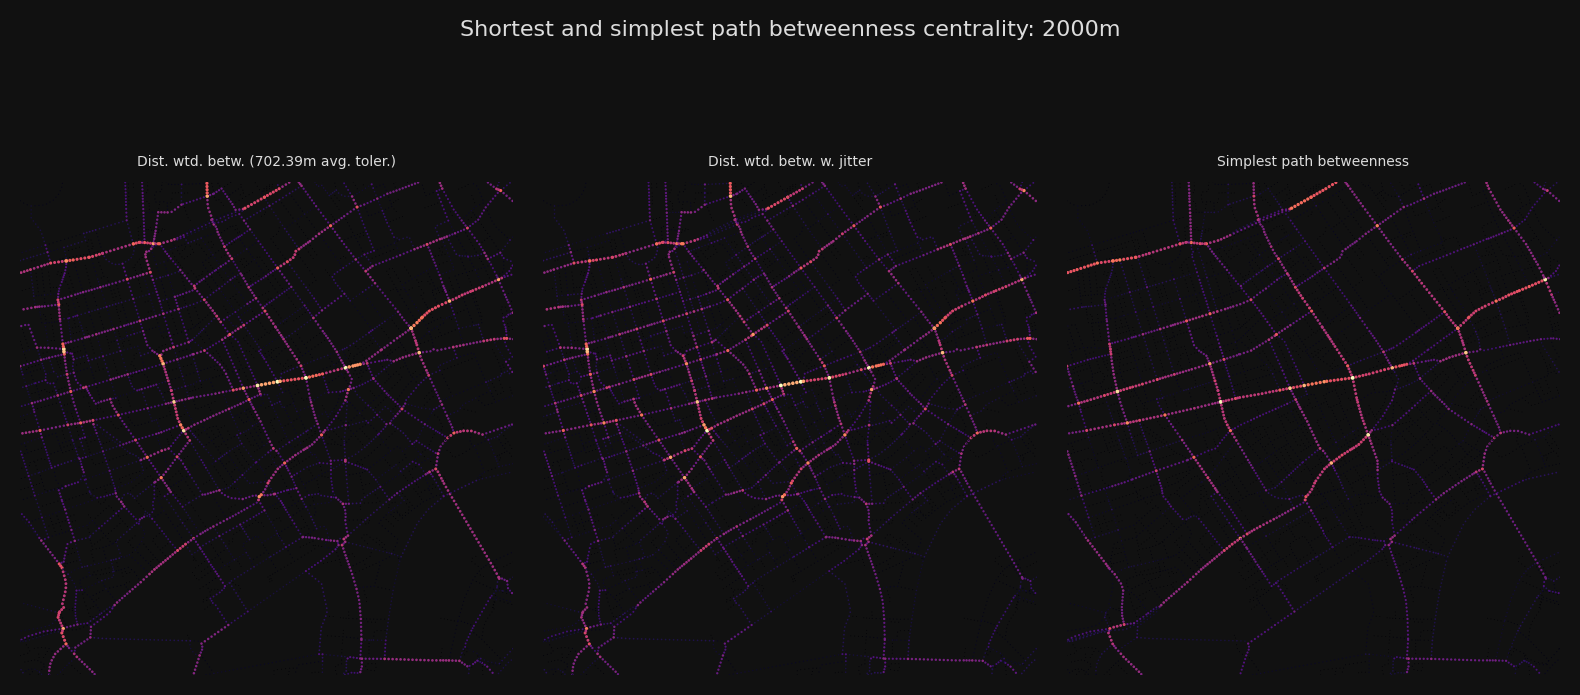 Shortest and simplest path betweenness centrality: 2000m
Dist. wtd. betw. (702.39m avg. toler.)
Dist. wtd. betw. w. jitter
Simplest path betweenness